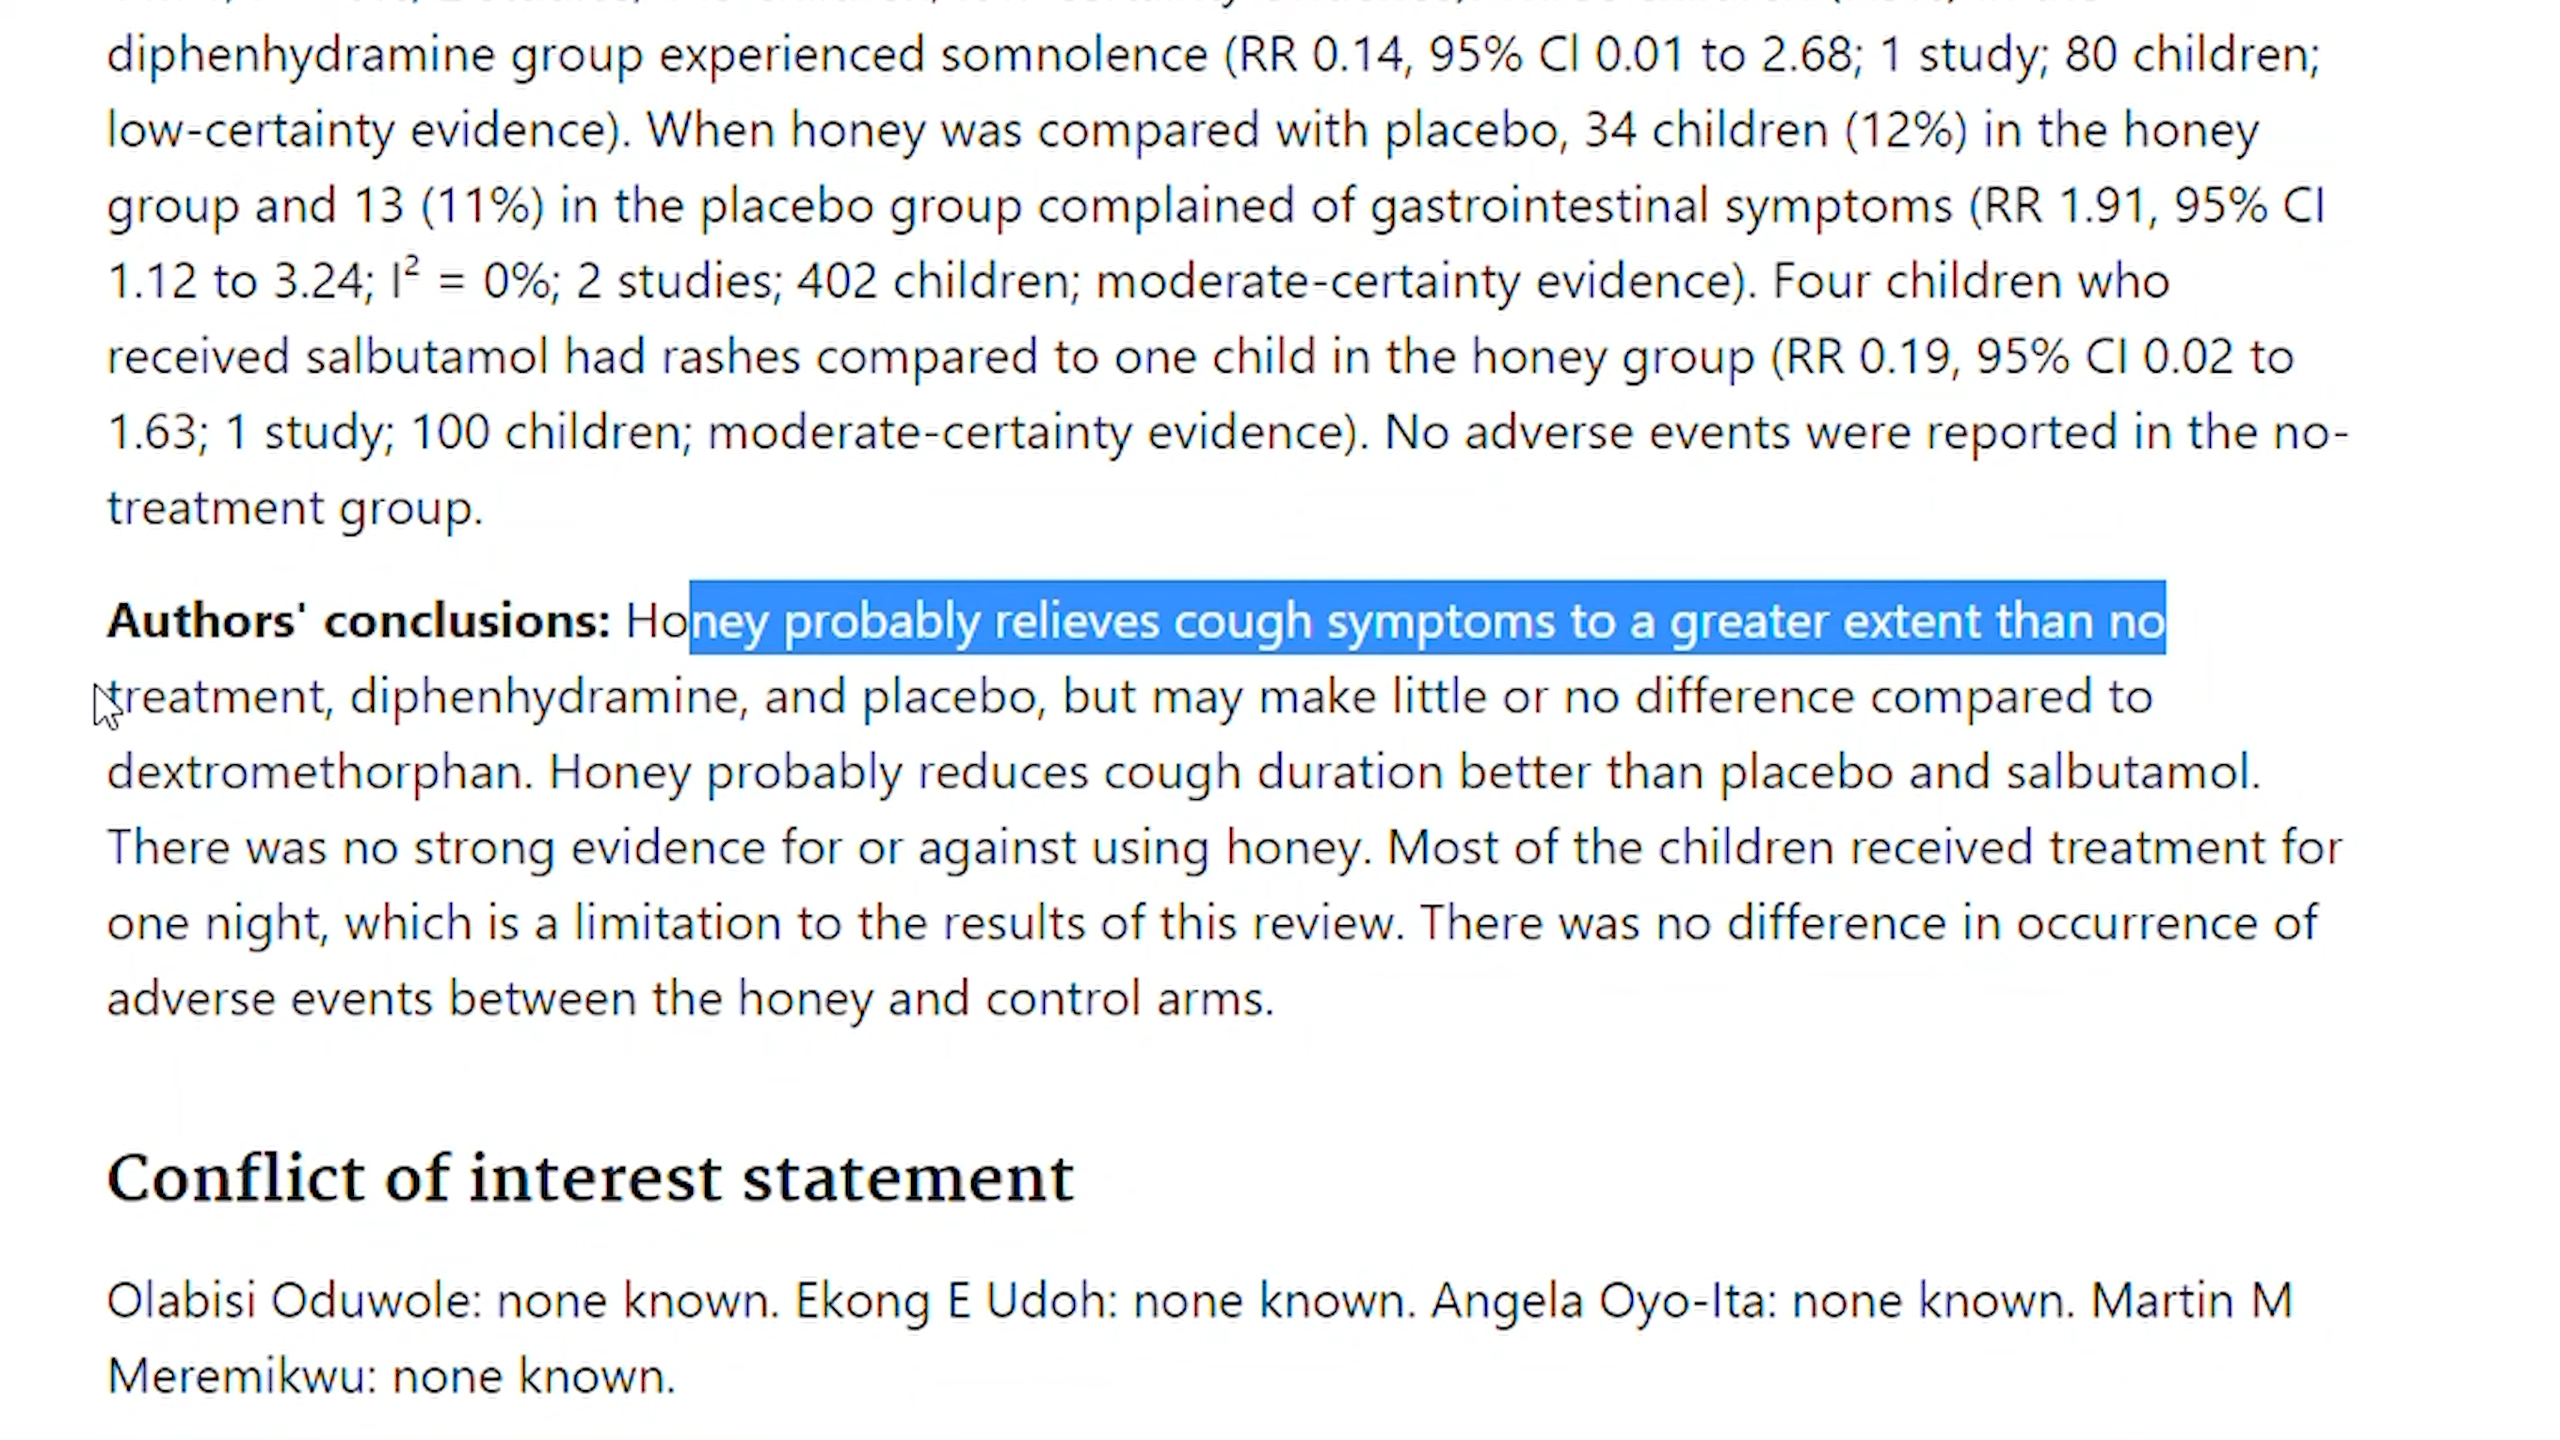 diphenhydramine group experienced somnolence (RR 0.14, 95% CI 0.01 to 2.68; 1 study; 80 children;
low-certainty evidence). When honey was compared with placebo, 34 children (12%) in the honey
group and 13 (11%) in the placebo group complained of gastrointestinal symptoms (RR 1.91, 95% CI
1.12 to 3.24; I² = 0%; 2 studies; 402 children; moderate-certainty evidence). Four children who
received salbutamol had rashes compared to one child in the honey group (RR 0.19, 95% CI 0.02 to
1.63; 1 study; 100 children; moderate-certainty evidence). No adverse events were reported in the no-
treatment group.
Authors' conclusions: Honey probably relieves cough symptoms to a greater extent than no
treatment, diphenhydramine, and placebo, but may make little or no difference compared to
dextromethorphan. Honey probably reduces cough duration better than placebo and salbutamol.
There was no strong evidence for or against using honey. Most of the children received treatment for
one night, which is a limitation to the results of this review. There was no difference in occurrence of
adverse events between the honey and control arms.
Conflict of interest statement
Olabisi Oduwole: none known. Ekong E Udoh: none known. Angela Oyo-Ita: none known. Martin M
Meremikwu: none known.